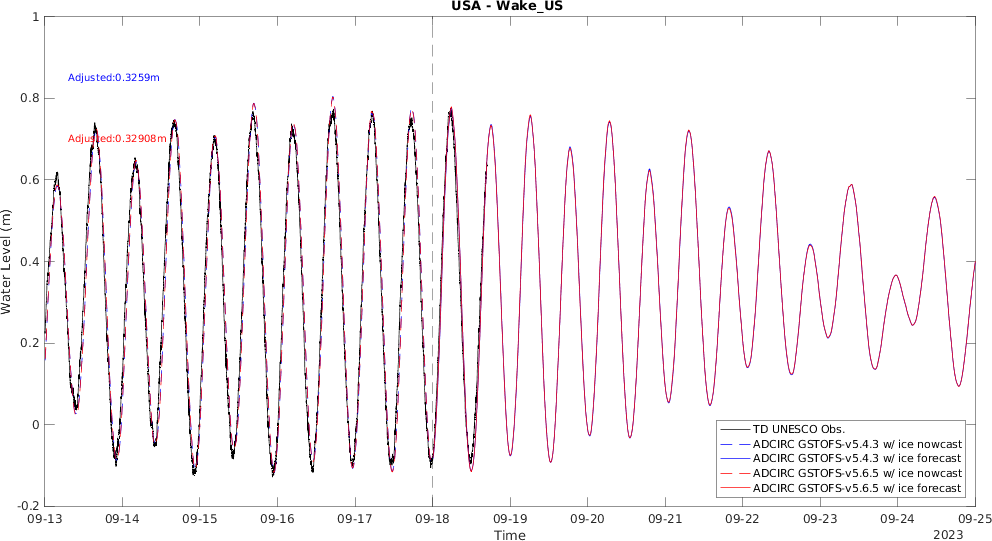 USA - Wake_US
1
0.8
0.6
0.4
0.2
0
-0.2
Water Level (m)
Adjusted:0.3259m
Adjusted:0.32908m
TD UNESCO Obs.
ADCIRC GSTOFS-v5.4.3 w/ ice nowcast
ADCIRC GSTOFS-v5.4.3 w/ ice forecast
ADCIRC GSTOFS-v5.6.5 w/ ice nowcast
ADCIRC GSTOFS-v5.6.5 w/ ice forecast
09-13 09-14 09-15 09-16 09-17 09-18 09-19 09-20 09-21 09-22 09-23 09-24 09-25
Time
2023